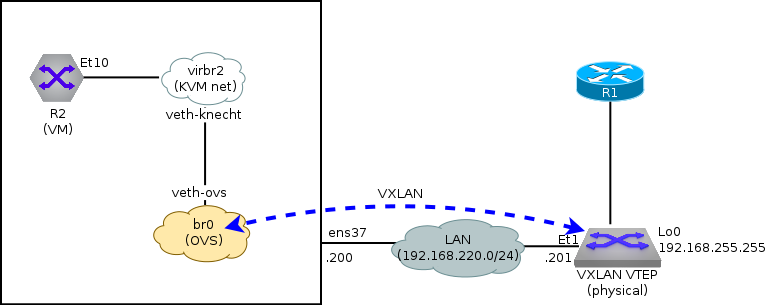 Et10
R2
(VM)
virbr2
(KVM net)
veth-knecht
veth-ovs
br0
(OVS)
VXLAN
ens37
.200
LAN
(192.168.220.0/24)
Et1
.201
R1
Lo0
192.168.255.255
VXLAN VTEP
(physical)